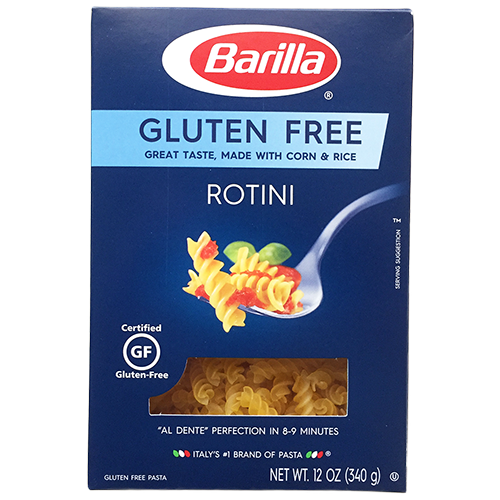 Barilla
®
GLUTEN FREE
GREAT TASTE, MADE WITH CORN & RICE
ROTINI
™
SERVING SUGGESTION
Certified
GF
Gluten-Free
"AL DENTE" PERFECTION IN 8-9 MINUTES
ITALY'S #1 BRAND OF PASTA ®
GLUTEN FREE PASTA
NET WT. 12 OZ (340 g)
U